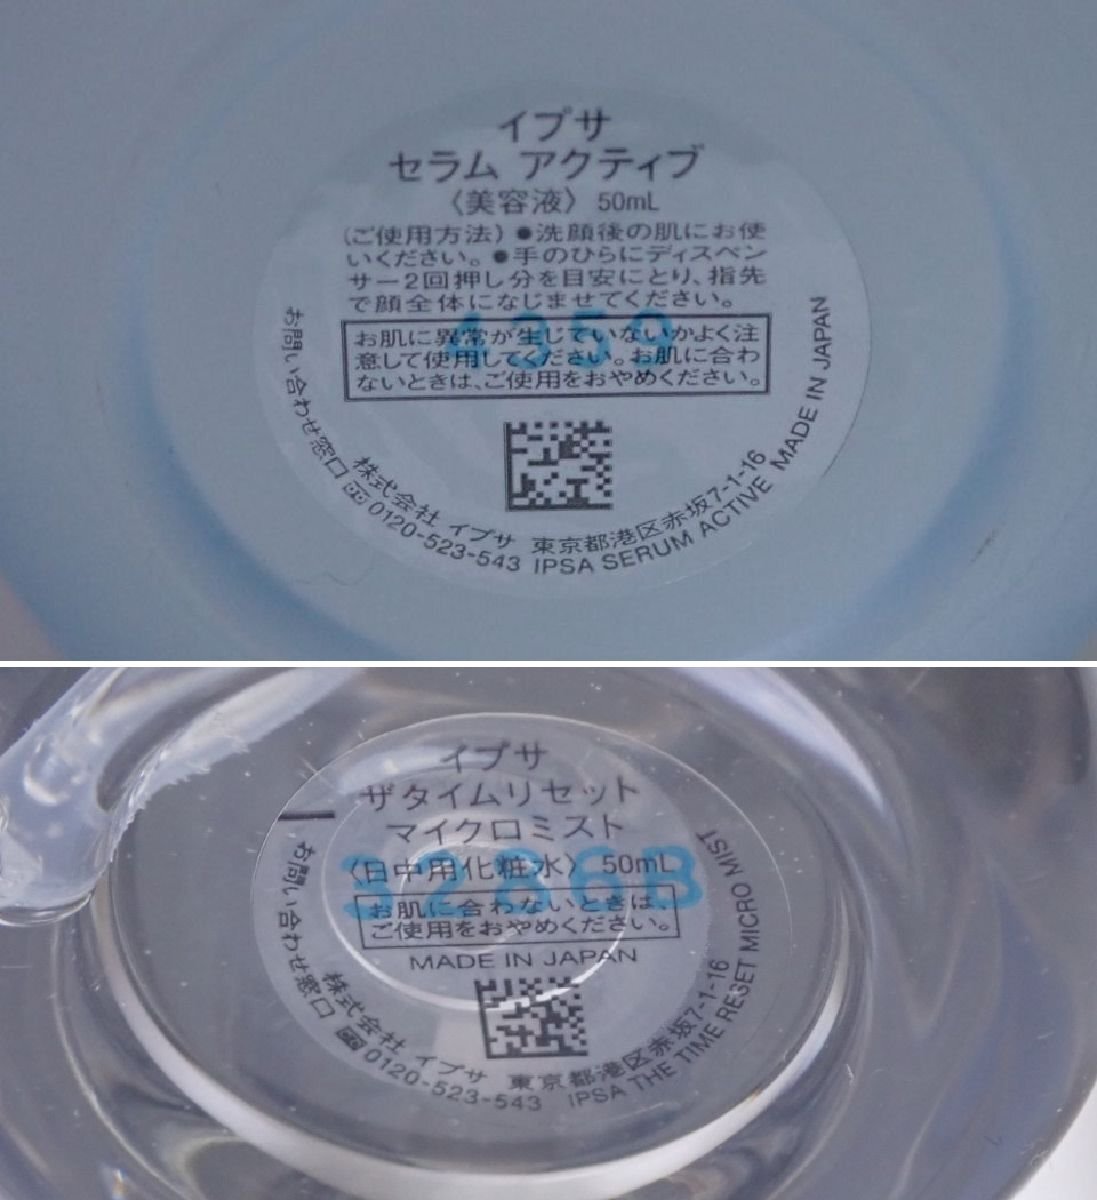 イプサ
セラム アクティブ
〈美容液〉 50mL
(ご使用方法)●洗顔後の肌にお使
いください。●手のひらにディスペン
サー2回押し分を目安にとり、指先
で顔全体になじませてください。
4359
お肌に異常が生じていないかよく注
意して使用してください。お肌に合わ
ないときは、ご使用をおやめください。
株式会社 イプサ 東京都港区赤坂7-1-16
お問い合わせ窓口 0120-523-543 IPSA SERUM ACTIVE MADE IN JAPAN
イプサ
ザタイムリセット
マイクロミスト
〈日中用化粧水〉 50mL
3286B
お肌に合わないときは、
ご使用をおやめください。
MADE IN JAPAN
株式会社 イプサ 東京都港区赤坂7-1-16
お問い合わせ窓口 0120-523-543 IPSA THE TIME RESET MICRO MIST